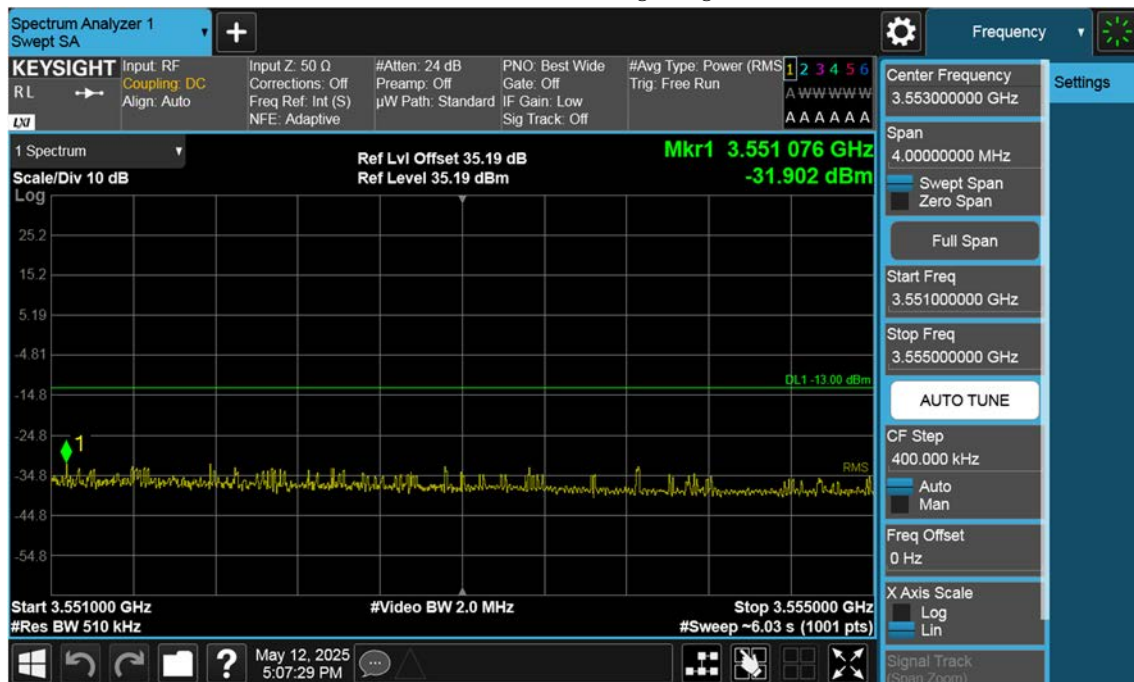 Spectrum Analyzer 1
Swept SA
+
Frequency
KEYSIGHT
RL
LXI
Input: RF
Coupling: DC
Align: Auto
Input Z: 50 Ω
Corrections: Off
Freq Ref: Int (S)
NFE: Adaptive
#Atten: 24 dB
Preamp: Off
µW Path: Standard
PNO: Best Wide
Gate: Off
IF Gain: Low
Sig Track: Off
#Avg Type: Power (RMS
Trig: Free Run
1 2 3 4 5 6
A W W W W W
A A A A A A
1 Spectrum
Scale/Div 10 dB
Log
Ref Lvl Offset 35.19 dB
Ref Level 35.19 dBm
Mkr1 3.551 076 GHz
-31.902 dBm
25.2
15.2
5.19
-4.81
DL1 -13.00 dBm
-14.8
-24.8
1
-34.8
RMS
-44.8
-54.8
Start 3.551000 GHz
#Res BW 510 kHz
#Video BW 2.0 MHz
Stop 3.555000 GHz
#Sweep ~6.03 s (1001 pts)
?
May 12, 2025
5:07:29 PM
Center Frequency
3.553000000 GHz
Span
4.00000000 MHz
Swept Span
Zero Span
Full Span
Start Freq
3.551000000 GHz
Stop Freq
3.555000000 GHz
AUTO TUNE
CF Step
400.000 kHz
Auto
Man
Freq Offset
0 Hz
X Axis Scale
Log
Lin
Signal Track
(Span Zoom)
Settings